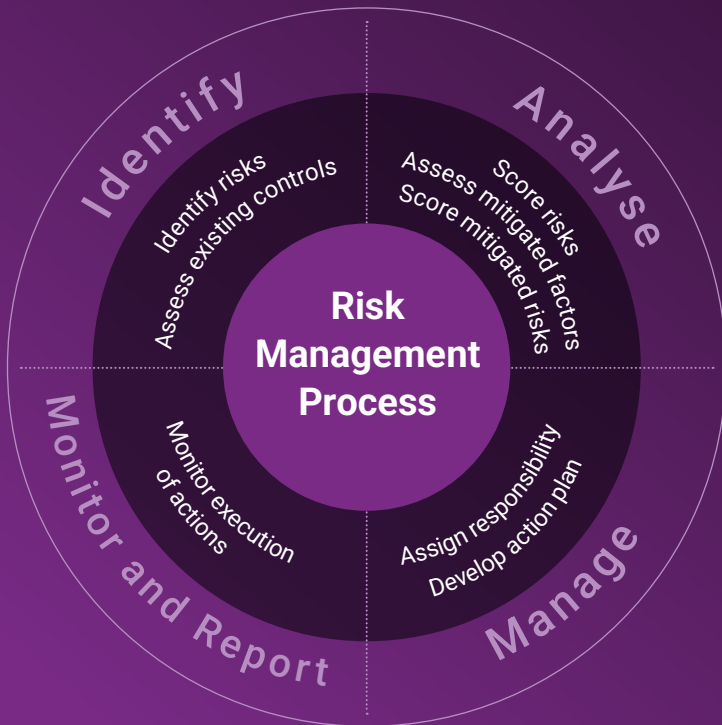 Identify
Identify risks
Assess existing controls
Analyse
Score risks
Assess mitigated factors
Score mitigated risks
Risk
Management
Process
Manage
Assign responsibility
Develop action plan
Monitor and Report
Monitor execution
of actions